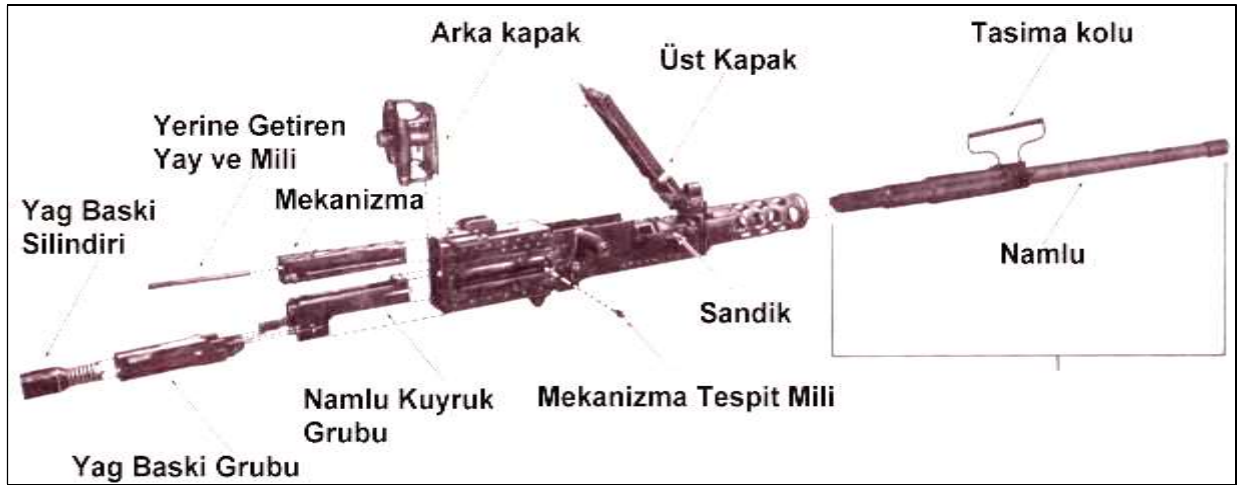 Arka kapak
Tasima kolu
Üst Kapak
Yerine Getiren
Yay ve Mili
Mekanizma
Yag Baski
Silindiri
Namlu
Sandik
Namlu Kuyruk
Grubu
Mekanizma Tespit Mili
Yag Baski Grubu